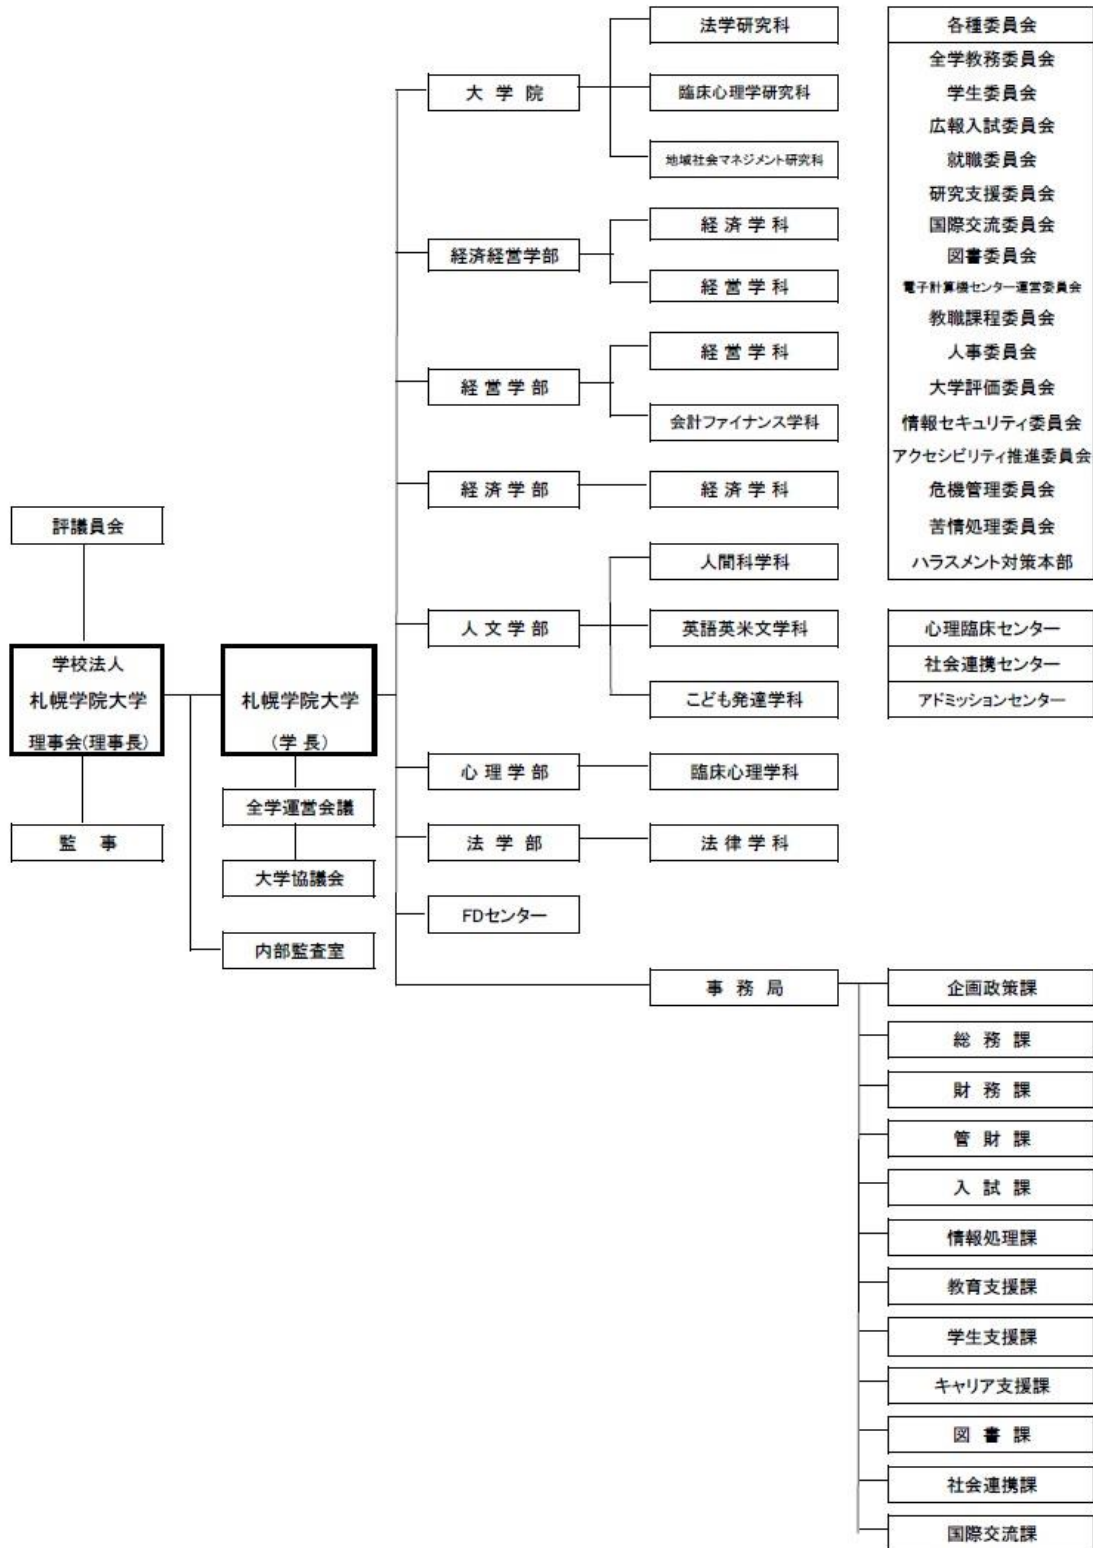 法学研究科
各種委員会
全学教務委員会
大 学 院
臨床心理学研究科
学生委員会
広報入試委員会
地域社会マネジメント研究科
就職委員会
研究支援委員会
経 済 学 科
国際交流委員会
経済経営学部
図書委員会
経 営 学 科
電子計算機センター運営委員会
教職課程委員会
経 営 学 科
人事委員会
経 営 学 部
大学評価委員会
会計ファイナンス学科
情報セキュリティ委員会
アクセシビリティ推進委員会
経 済 学 部
経 済 学 科
危機管理委員会
評議員会
苦情処理委員会
人間科学科
ハラスメント対策本部
人 文 学 部
英語英米文学科
心理臨床センター
学校法人
札幌学院大学
理事会(理事長)
札幌学院大学
(学 長)
社会連携センター
こども発達学科
アドミッションセンター
心 理 学 部
臨床心理学科
全学運営会議
監 事
法 学 部
法 律 学 科
大学協議会
FDセンター
内部監査室
事 務 局
企画政策課
総 務 課
財 務 課
管 財 課
入 試 課
情報処理課
教育支援課
学生支援課
キャリア支援課
図 書 課
社会連携課
国際交流課